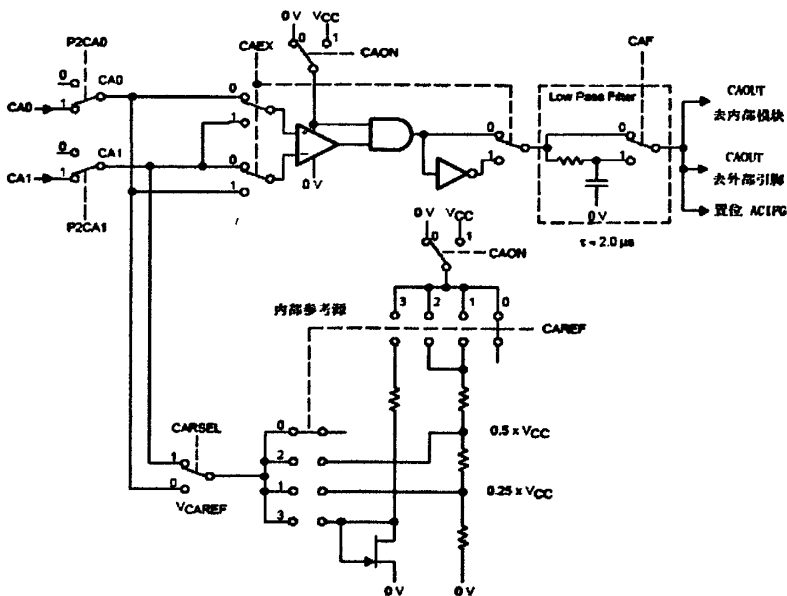 0 V VCC
P2CA0
CAEX
0 1
CAON
CAF
0
CA0
0
Low Pass Filter
CAOUT
去内部模块
CA0
1
1
0
0
0
CA1
0
1
1
CAOUT
去外部引脚
CA1
1
1
0 V
0 V
置位 ACIFG
P2CA1
0 V VCC
τ ≈ 2.0 μs
0 1
CAON
内部参考源
3 2 1 0
CAREF
CARSEL
0
0.5 x VCC
1
2
0
1
0.25 x VCC
VCAREF
3
0 V
0 V